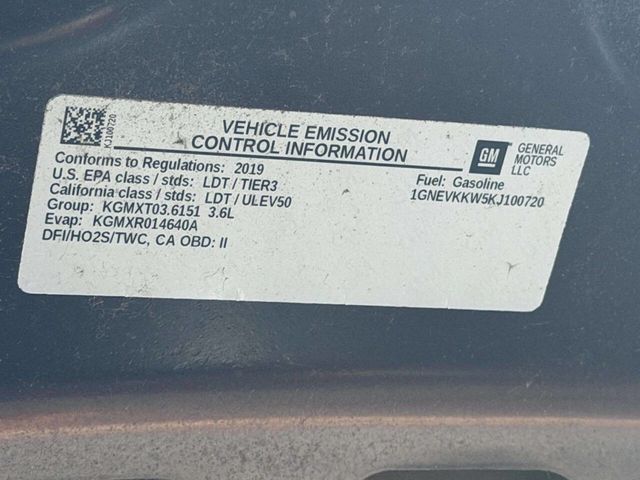 KJ100720
VEHICLE EMISSION
CONTROL INFORMATION
GM
GENERAL
MOTORS
LLC
Conforms to Regulations: 2019
U.S. EPA class / stds: LDT / TIER3
California class / stds: LDT / ULEV50
Group: KGMXT03.6151 3.6L
Evap: KGMXR014640A
DFI/HO2S/TWC, CA OBD: II
Fuel: Gasoline
1GNEVKKW5KJ100720